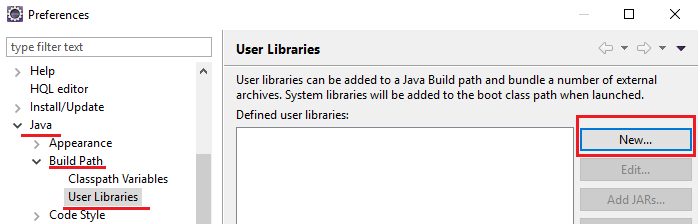 Preferences
type filter text
Help
HQL editor
Install/Update
Java
Appearance
Build Path
Classpath Variables
User Libraries
Code Style
User Libraries
User libraries can be added to a Java Build path and bundle a number of external
archives. System libraries will be added to the boot class path when launched.
Defined user libraries:
New...
Edit...
Add JARs...